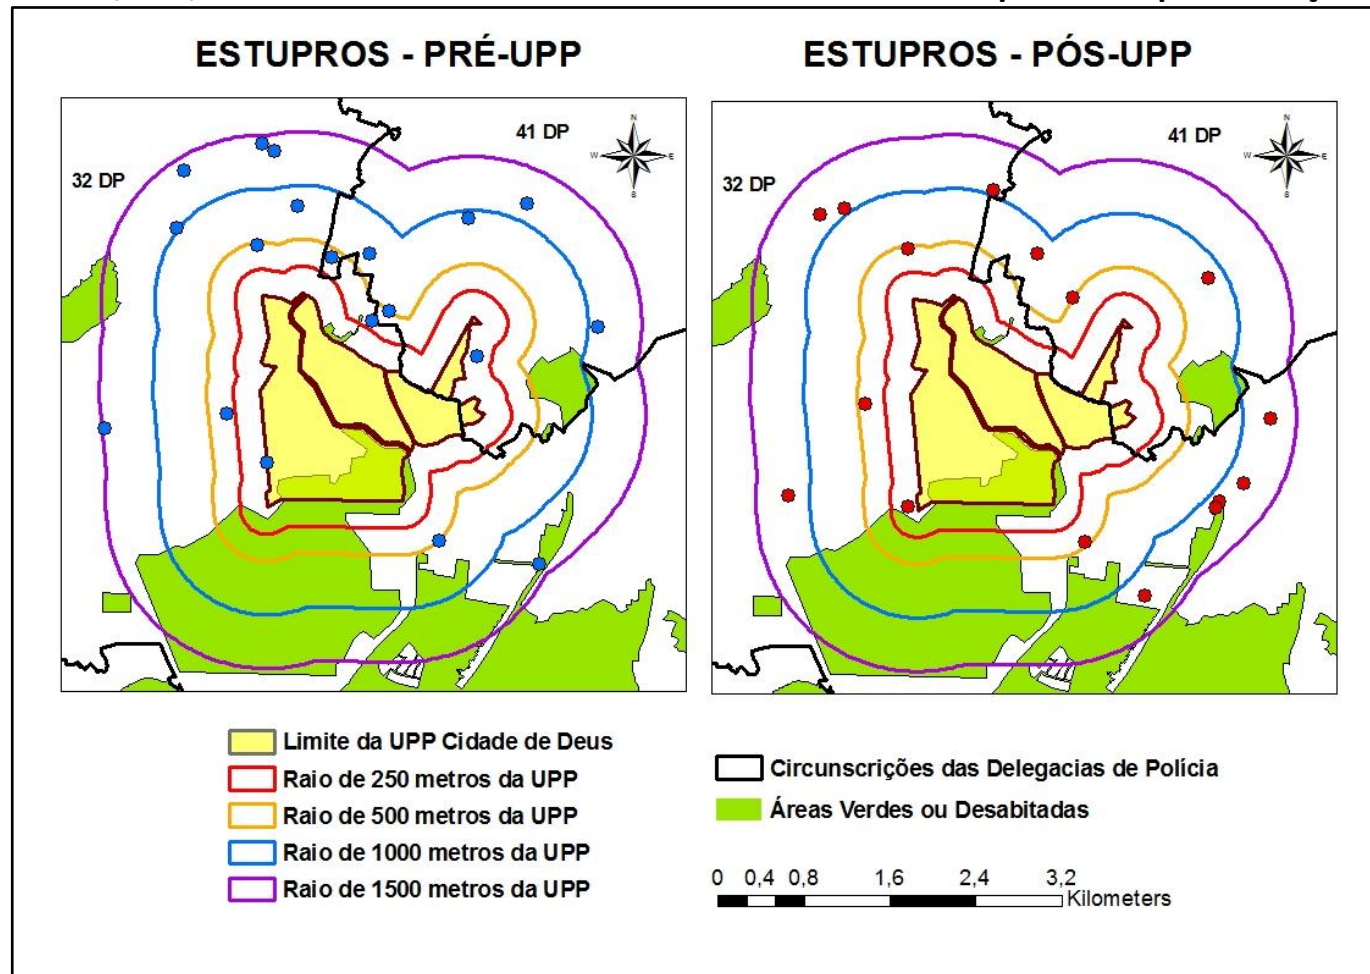 ESTUPROS - PRÉ-UPP
ESTUPROS - PÓS-UPP
41 DP
32 DP
N
W
E
S
41 DP
32 DP
N
W
E
S
Limite da UPP Cidade de Deus
Raio de 250 metros da UPP
Raio de 500 metros da UPP
Raio de 1000 metros da UPP
Raio de 1500 metros da UPP
Circunscrições das Delegacias de Polícia
Áreas Verdes ou Desabitadas
0 0,4 0,8 1,6 2,4 3,2
Kilometers